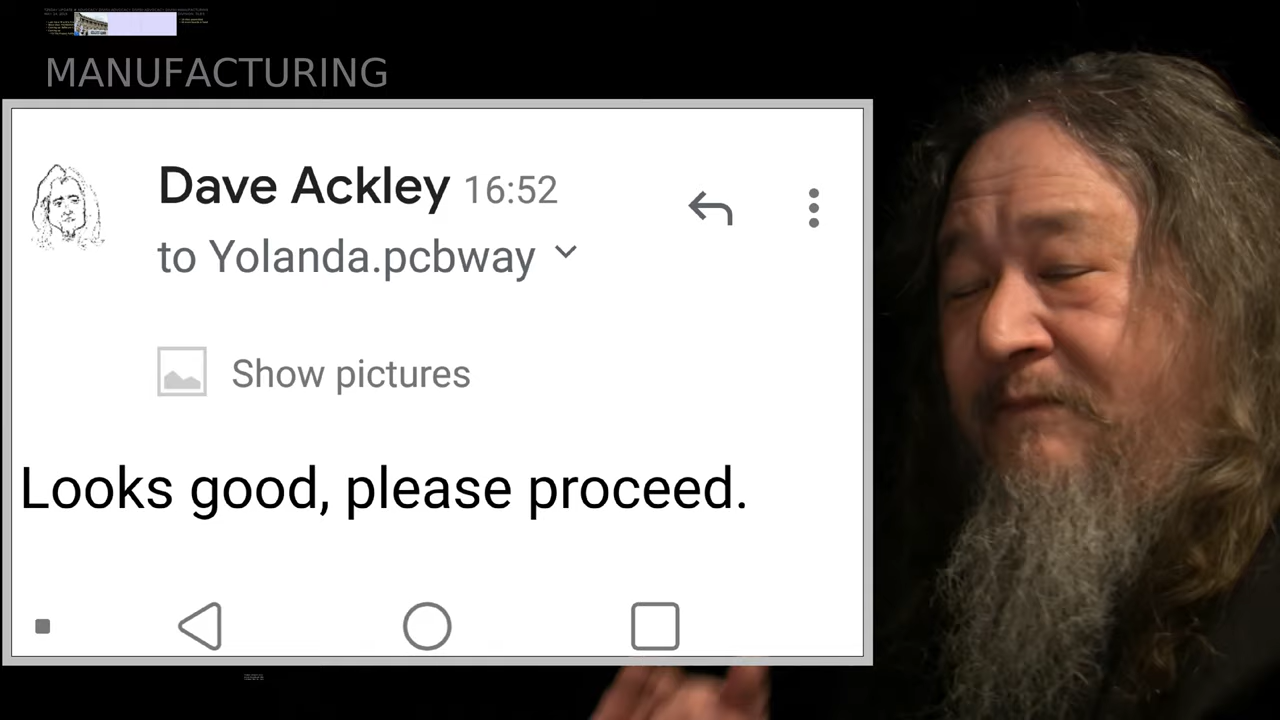 MANUFACTURING
Dave Ackley 16:52
to Yolanda.pcbway
Show pictures
Looks good, please proceed.